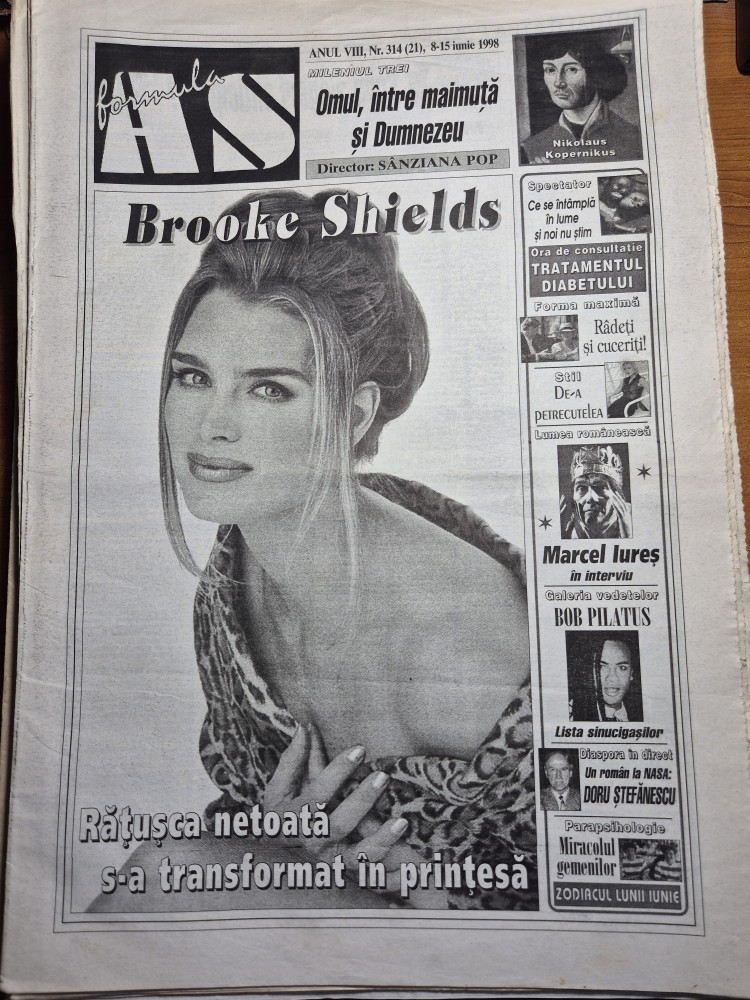 formula
AS
ANUL VIII, Nr. 314 (21), 8-15 iunie 1998
MILENIUL TREI
Omul, între maimuță
și Dumnezeu
Director: SÂNZIANA POP
Nikolaus
Kopernikus
Brooke Shields
Spectator
Ce se întâmplă
în lume
și noi nu știm
Ora de consultatie
TRATAMENTUL
DIABETULUI
Forma maximă
Râdeți
și cuceriți!
Stil
DE-A
PETRECUTELEA
Lumea românească
Marcel Iureș
în interviu
Galeria vedetelor
BOB PILATUS
Lista sinucigașilor
Diaspora în direct
Un român la NASA:
DORU ȘTEFĂNESCU
Parapsihologie
Miracolul
gemenilor
ZODIACUL LUNII IUNIE
Rățușca netoată
s-a transformat în prințesă